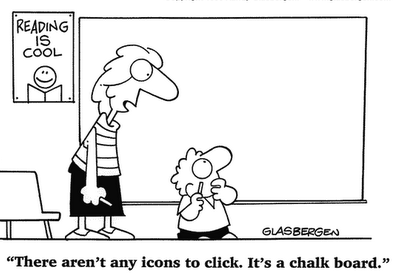 READING
IS
COOL
GLASBERGEN
“There aren’t any icons to click. It’s a chalk board.”